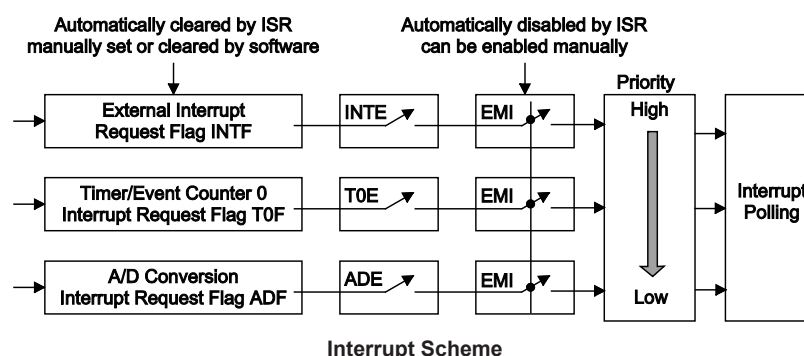 Automatically cleared by ISR
manually set or cleared by software
Automatically disabled by ISR
can be enabled manually
Priority
External Interrupt
Request Flag INTF
INTE
EMI
High
Timer/Event Counter 0
Interrupt Request Flag T0F
T0E
EMI
Interrupt
Polling
A/D Conversion
Interrupt Request Flag ADF
ADE
EMI
Low
Interrupt Scheme